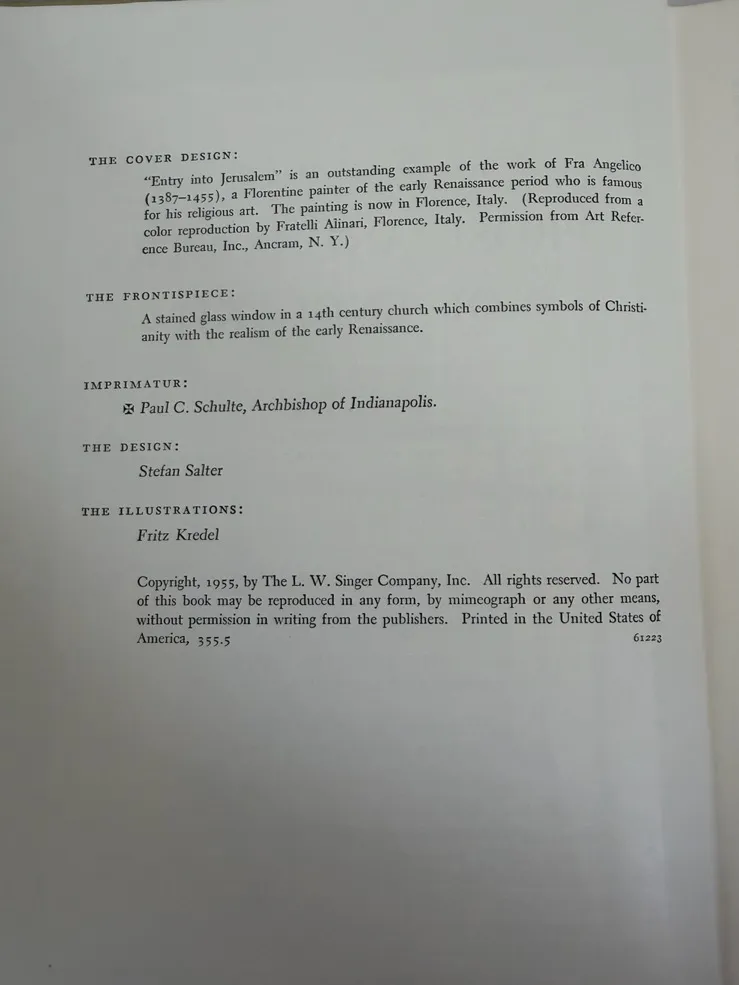 THE COVER DESIGN:
"Entry into Jerusalem" is an outstanding example of the work of Fra Angelico
(1387–1455), a Florentine painter of the early Renaissance period who is famous
for his religious art. The painting is now in Florence, Italy. (Reproduced from a
color reproduction by Fratelli Alinari, Florence, Italy. Permission from Art Refer-
ence Bureau, Inc., Ancram, N. Y.)
THE FRONTISPIECE:
A stained glass window in a 14th century church which combines symbols of Christi-
anity with the realism of the early Renaissance.
IMPRIMATUR:
✠ Paul C. Schulte, Archbishop of Indianapolis.
THE DESIGN:
Stefan Salter
THE ILLUSTRATIONS:
Fritz Kredel
Copyright, 1955, by The L. W. Singer Company, Inc. All rights reserved. No part
of this book may be reproduced in any form, by mimeograph or any other means,
without permission in writing from the publishers. Printed in the United States of
America, 355.5 61223